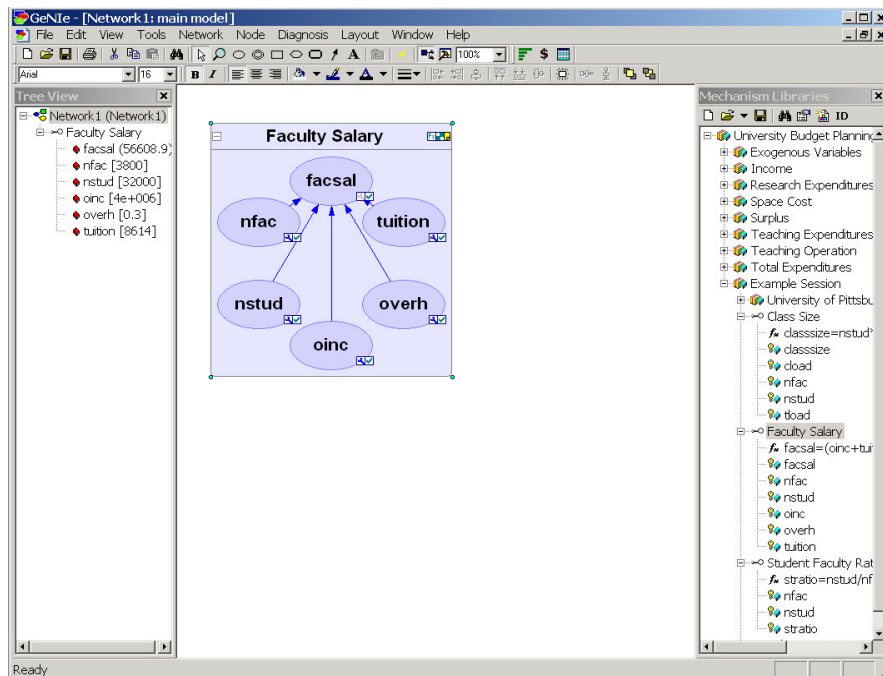 GeNIe - [Network1: main model]
File Edit View Tools Network Node Diagnosis Layout Window Help
100%
Arial 16 B I A
Tree View
Network1 (Network1)
Faculty Salary
facsal (56608.9)
nfac [3800]
nstud [32000]
oinc [4e+006]
overh [0.3]
tuition [8614]
Faculty Salary
facsal
nfac
tuition
nstud
overh
oinc
Mechanism Libraries
ID
University Budget Planning
Exogenous Variables
Income
Research Expenditures
Space Cost
Surplus
Teaching Expenditures
Teaching Operation
Total Expenditures
Example Session
University of Pittsbu
Class Size
classsize=nstud*
classsize
cload
nfac
nstud
tload
Faculty Salary
facsal=(oinc+tui
facsal
nfac
nstud
oinc
overh
tuition
Student Faculty Rat
stratio=nstud/nf
nfac
nstud
stratio
Ready